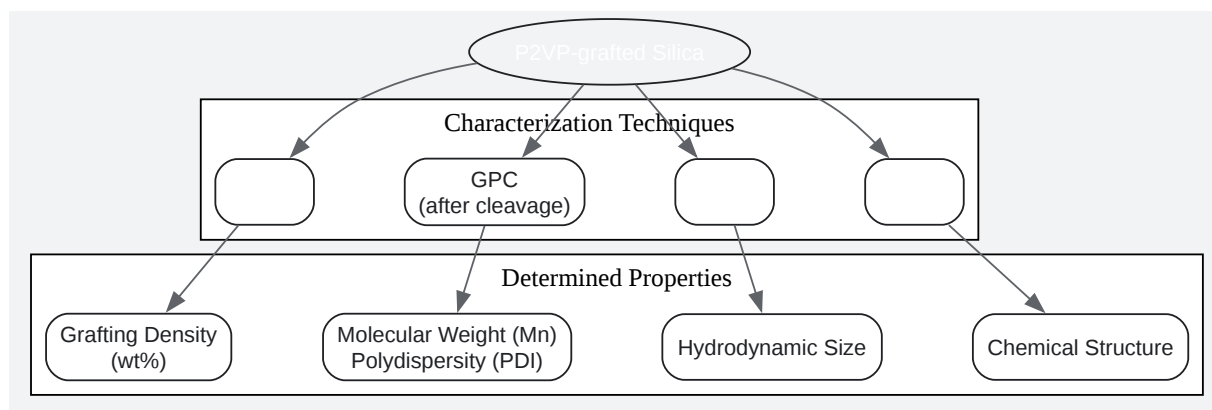 P2VP-grafted Silica
Characterization Techniques
GPC
(after cleavage)
Determined Properties
Grafting Density
(wt%)
Molecular Weight (Mn)
Polydispersity (PDI)
Hydrodynamic Size
Chemical Structure